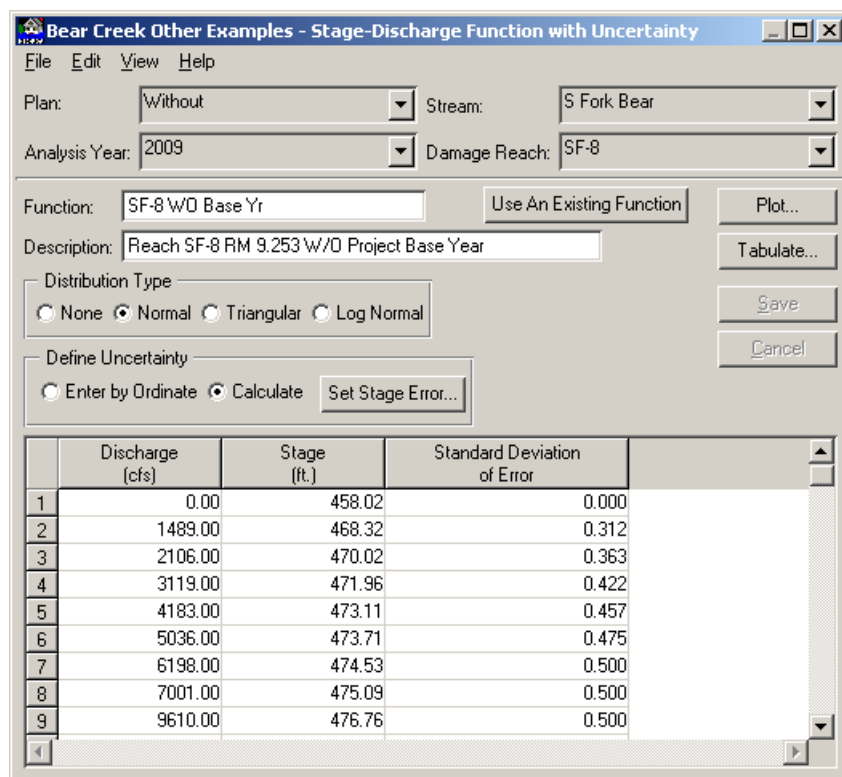 Bear Creek Other Examples - Stage-Discharge Function with Uncertainty
File Edit View Help
Plan: Without Stream: S Fork Bear
Analysis Year: 2009 Damage Reach: SF-8
Function: SF-8 WO Base Yr Use An Existing Function Plot...
Description: Reach SF-8 RM 9.253 W/O Project Base Year Tabulate...
Distribution Type
None Normal Triangular Log Normal Save
Cancel
Define Uncertainty
Enter by Ordinate Calculate Set Stage Error...
Discharge Stage Standard Deviation
(cfs) (ft.) of Error
1 0.00 458.02 0.000
2 1489.00 468.32 0.312
3 2106.00 470.02 0.363
4 3119.00 471.96 0.422
5 4183.00 473.11 0.457
6 5036.00 473.71 0.475
7 6198.00 474.53 0.500
8 7001.00 475.09 0.500
9 9610.00 476.76 0.500